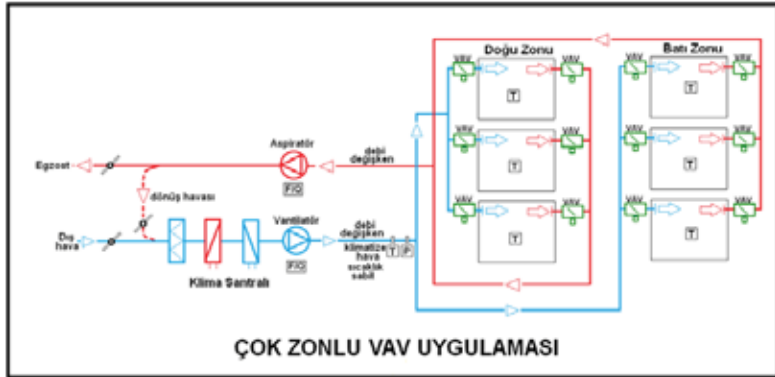 Doğu Zonu
Batı Zonu
VAV
VAV
VAV
VAV
T
T
VAV
VAV
VAV
VAV
T
T
VAV
VAV
VAV
VAV
T
T
Aspiratör
debi
değişken
Egzost
F/Q
dönüş havası
Dış
hava
Vantilatör
F/Q
debi
değişken
klimatize
hava
sıcaklık
sabit
T
P
Klima Santralı
ÇOK ZONLU VAV UYGULAMASI